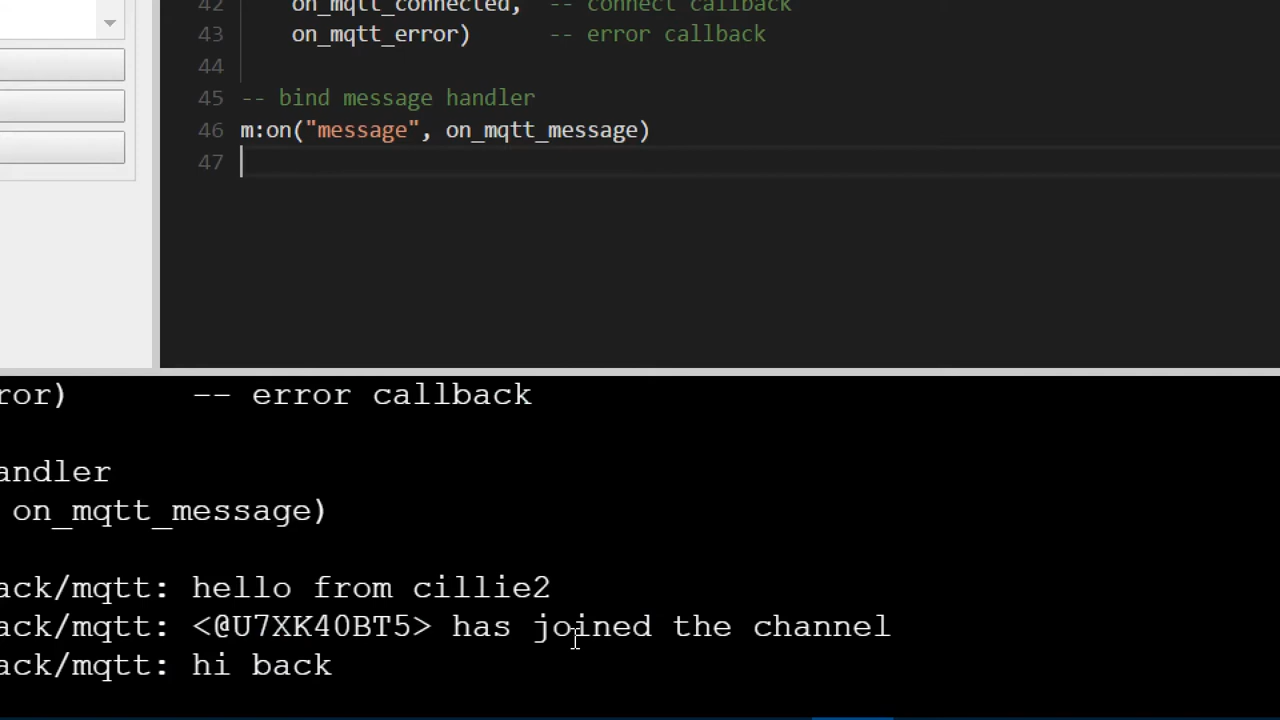 42 on_mqtt_connected, -- connect callback
43 on_mqtt_error) -- error callback
44
45 -- bind message handler
46 m:on("message", on_mqtt_message)
47
ror) -- error callback
andler
on_mqtt_message)
ack/mqtt: hello from cillie2
ack/mqtt: <@U7XK40BT5> has joined the channel
ack/mqtt: hi back